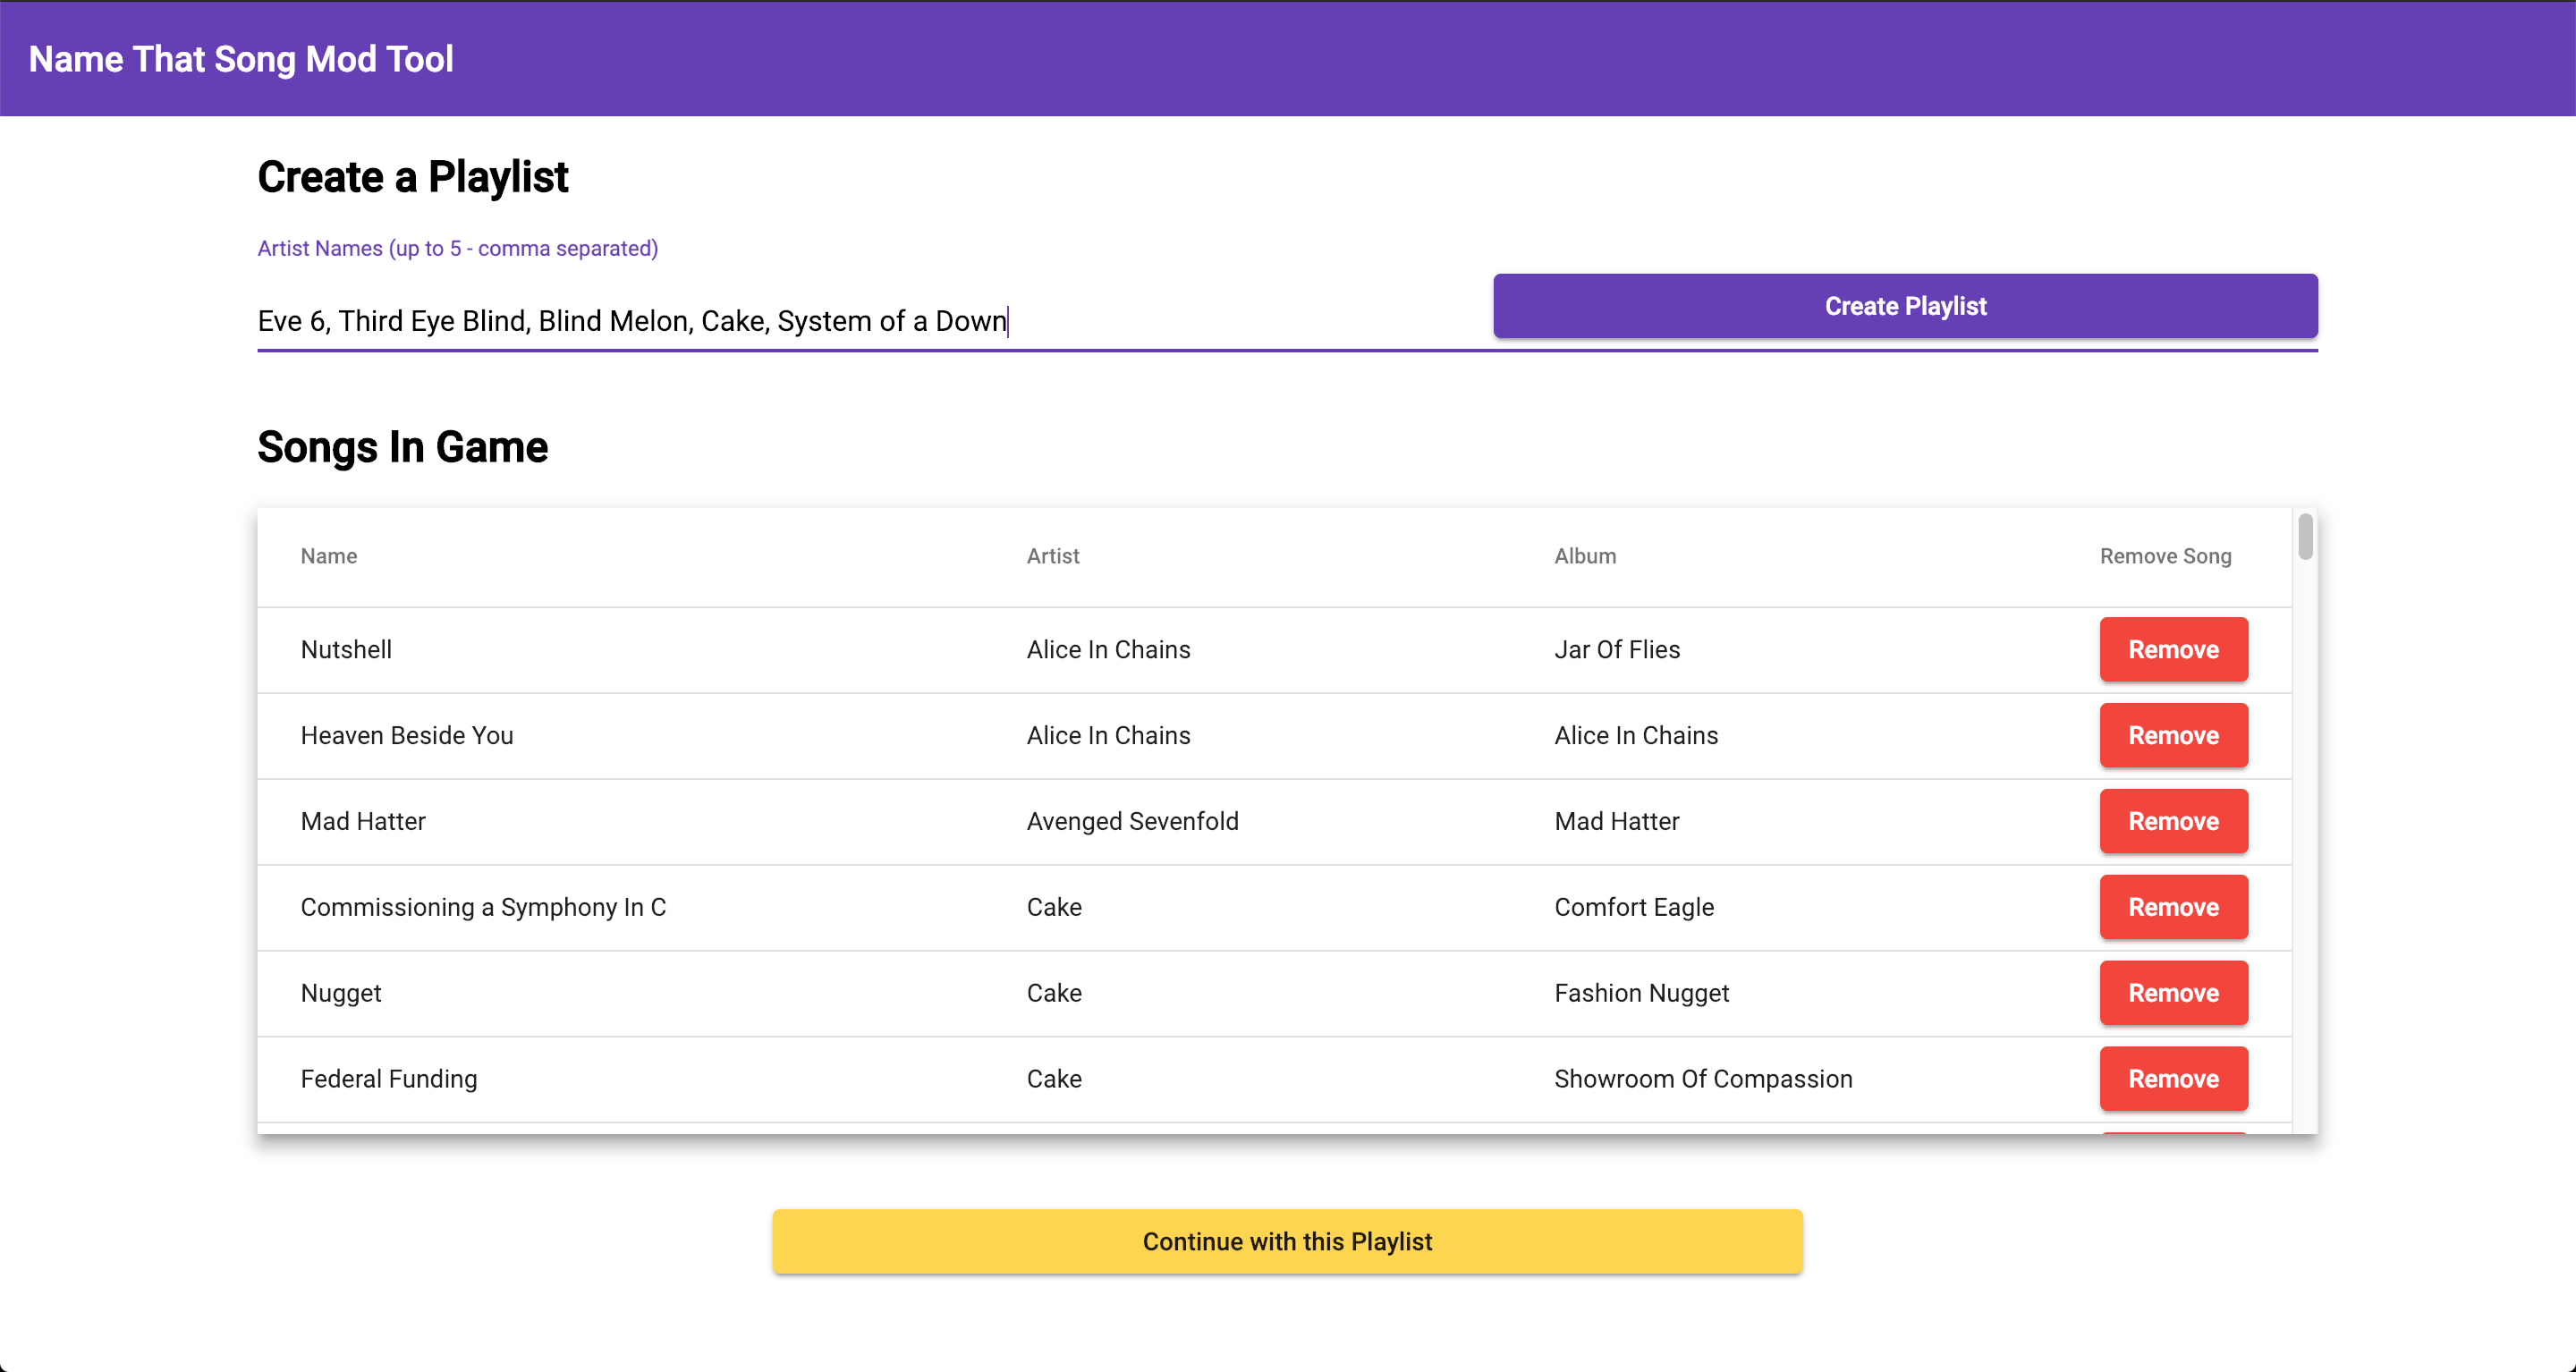 Name That Song Mod Tool
Create a Playlist
Artist Names (up to 5 - comma separated)
Eve 6, Third Eye Blind, Blind Melon, Cake, System of a Down
Create Playlist
Songs In Game
Name Artist Album Remove Song
Nutshell Alice In Chains Jar Of Flies Remove
Heaven Beside You Alice In Chains Alice In Chains Remove
Mad Hatter Avenged Sevenfold Mad Hatter Remove
Commissioning a Symphony In C Cake Comfort Eagle Remove
Nugget Cake Fashion Nugget Remove
Federal Funding Cake Showroom Of Compassion Remove
Continue with this Playlist